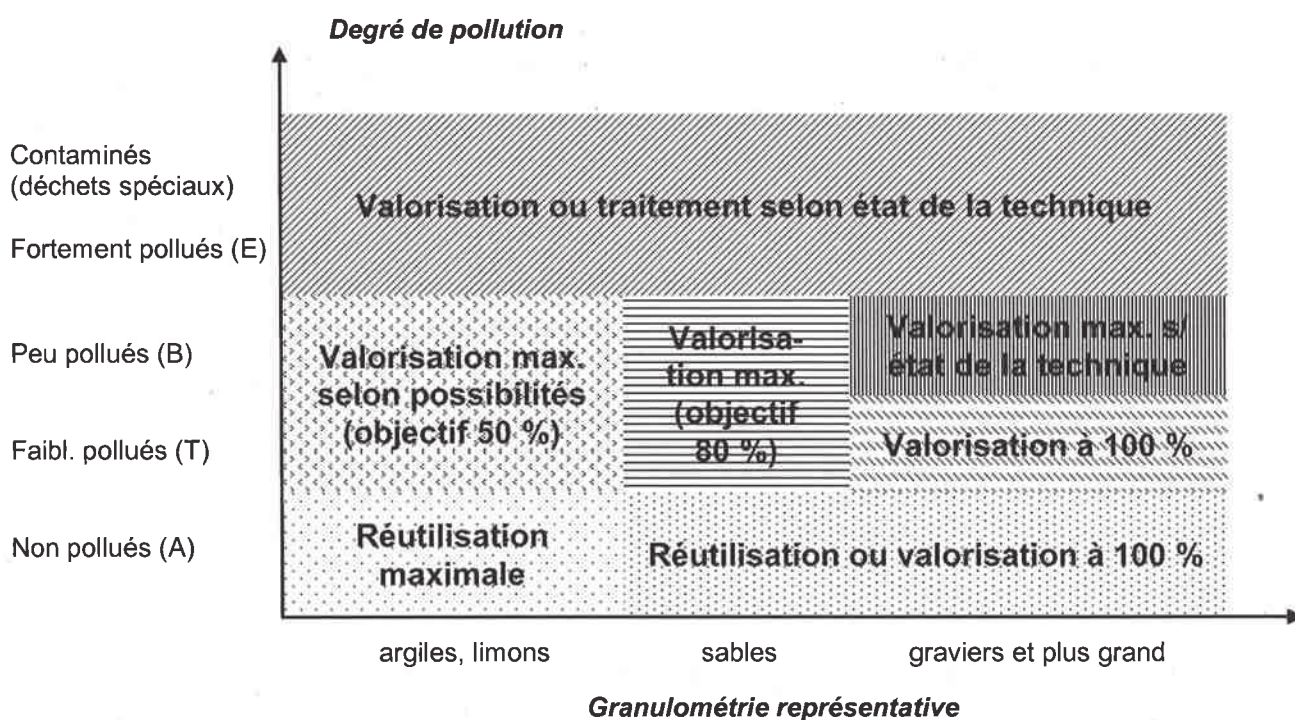 Degré de pollution
Contaminés
(déchets spéciaux)
Valorisation ou traitement selon état de la technique
Fortement pollués (E)
Peu pollués (B)
Valorisation max.
selon possibilités
(objectif 50 %)
Valorisa-
tion max.
(objectif
80 %)
Valorisation max. s/
état de la technique
Faibl. pollués (T)
Valorisation à 100 %
Non pollués (A)
Réutilisation
maximale
Réutilisation ou valorisation à 100 %
argiles, limons
sables
graviers et plus grand
Granulométrie représentative